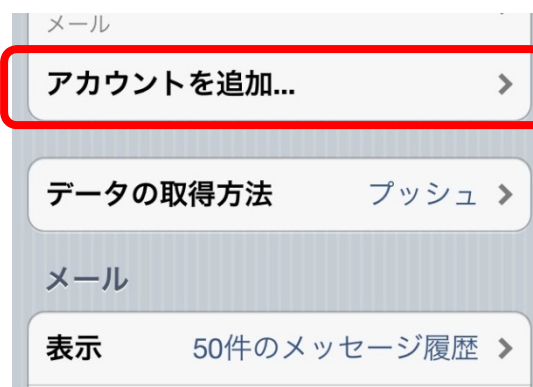 メール
アカウントを追加...
データの取得方法 プッシュ
メール
表示 50件のメッセージ履歴